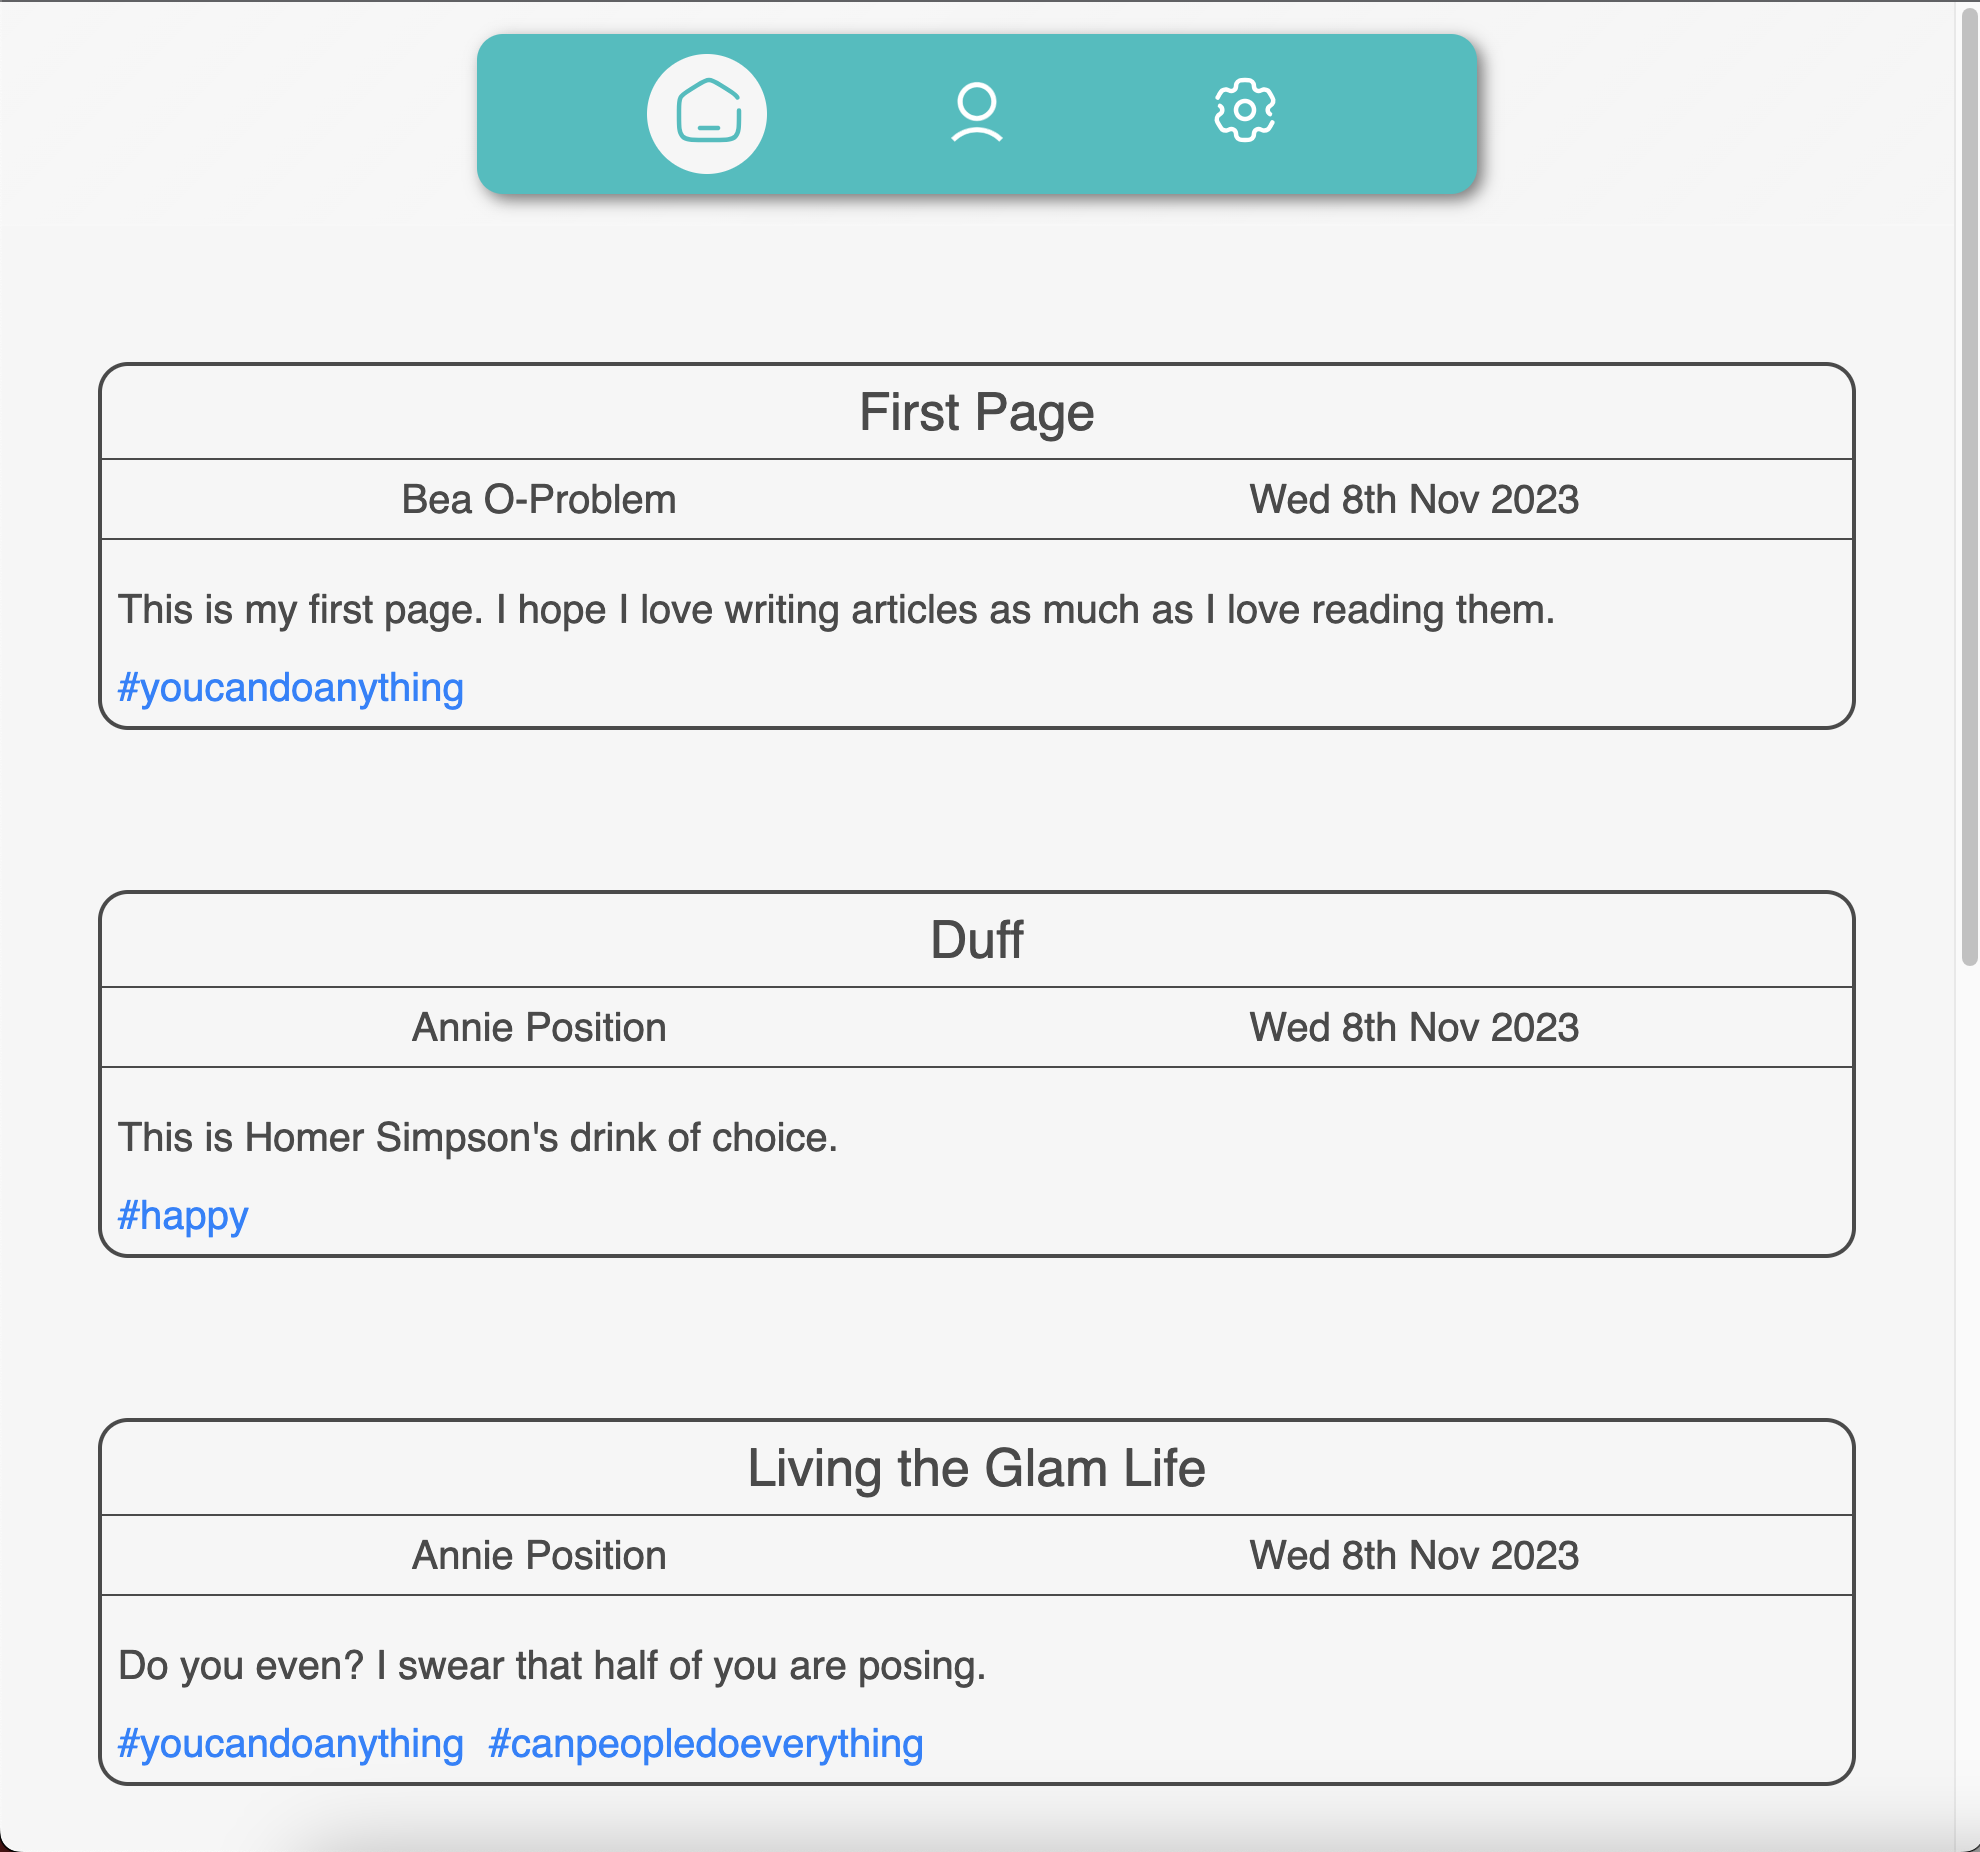 First Page
Bea O-Problem Wed 8th Nov 2023
This is my first page. I hope I love writing articles as much as I love reading them.
#youcandoanything
Duff
Annie Position Wed 8th Nov 2023
This is Homer Simpson's drink of choice.
#happy
Living the Glam Life
Annie Position Wed 8th Nov 2023
Do you even? I swear that half of you are posing.
#youcandoanything #canpeopledoeverything